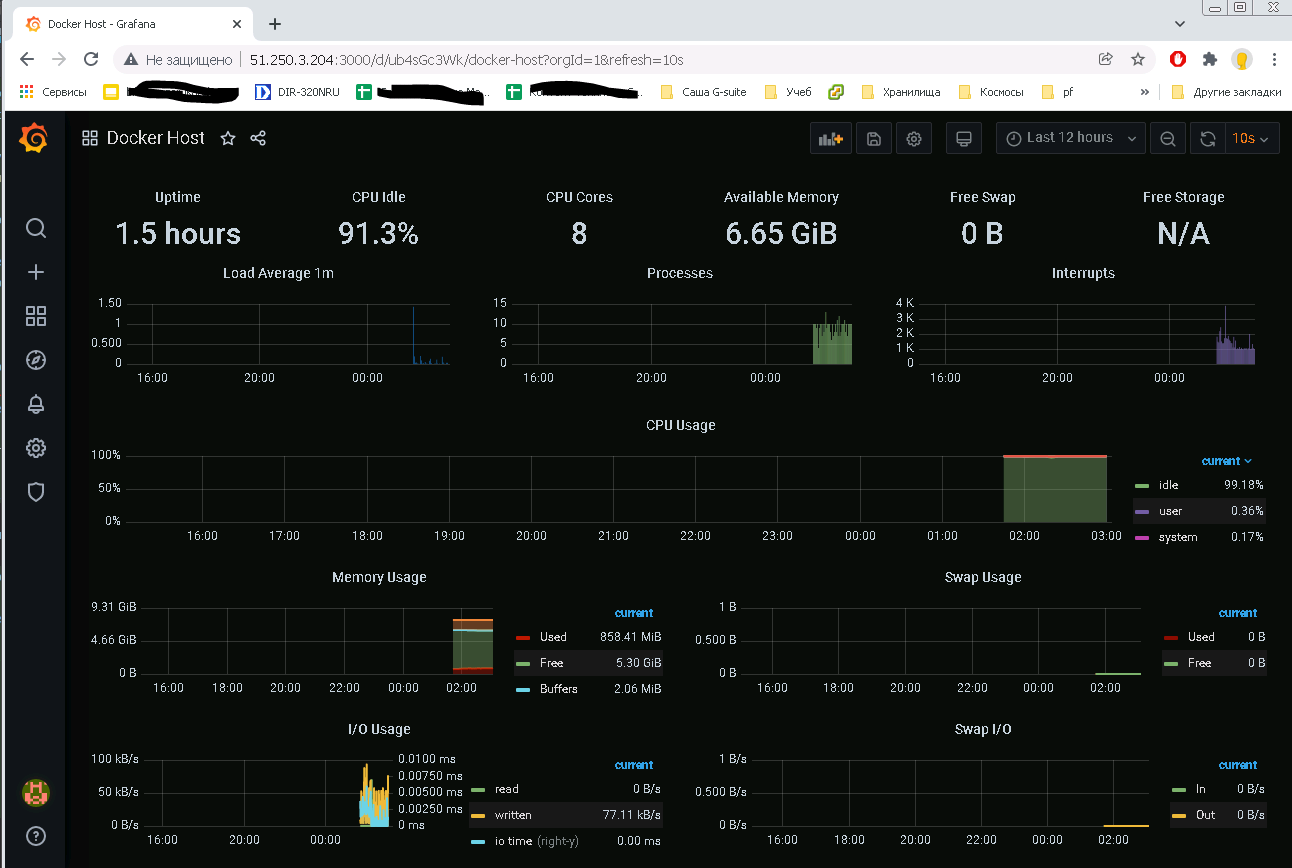 Docker Host - Grafana
Не защищено 51.250.3.204:3000/d/ub4sGc3Wk/docker-host?orgId=1&refresh=10s
Сервисы DIR-320NRU Саша G-suite Учеб Хранилища Космосы pf » Другие закладки
Docker Host Last 12 hours 10s
Uptime CPU Idle CPU Cores Available Memory Free Swap Free Storage
1.5 hours 91.3% 8 6.65 GiB 0 B N/A
Load Average 1m Processes Interrupts
1.50 15 4 K
3 K
1 10 2 K
0.500 5 1 K
0 0 0
16:00 20:00 00:00 16:00 20:00 00:00 16:00 20:00 00:00
CPU Usage
100% current
50% idle 99.18%
user 0.36%
0% system 0.17%
16:00 17:00 18:00 19:00 20:00 21:00 22:00 23:00 00:00 01:00 02:00 03:00
Memory Usage Swap Usage
9.31 GiB current 1 B current
4.66 GiB Used 858.41 MiB 0.500 B Used 0 B
Free 5.30 GiB Free 0 B
0 B 0 B
16:00 18:00 20:00 22:00 00:00 02:00 Buffers 2.06 MiB 16:00 18:00 20:00 22:00 00:00 02:00
I/O Usage Swap I/O
100 kB/s 0.0100 ms current 1 B/s current
0.00750 ms
50 kB/s 0.00500 ms read 0 B/s 0.500 B/s In 0 B/s
0.00250 ms written 77.11 kB/s Out 0 B/s
0 B/s 0 ms 0 B/s
16:00 20:00 00:00 io time (right-y) 0.00 ms 16:00 18:00 20:00 22:00 00:00 02:00